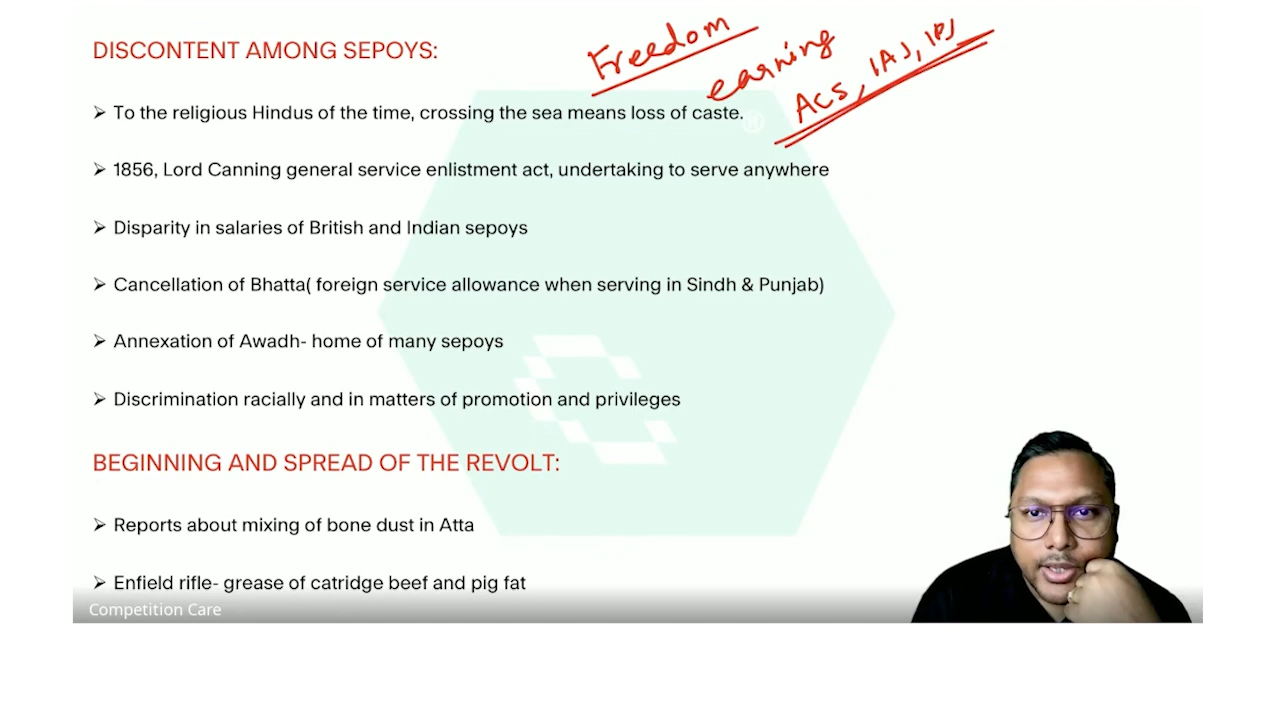 DISCONTENT AMONG SEPOYS:
Freedom
earning
ACS, IAS, IPS
➢ To the religious Hindus of the time, crossing the sea means loss of caste.
➢ 1856, Lord Canning general service enlistment act, undertaking to serve anywhere
➢ Disparity in salaries of British and Indian sepoys
➢ Cancellation of Bhatta( foreign service allowance when serving in Sindh & Punjab)
➢ Annexation of Awadh- home of many sepoys
➢ Discrimination racially and in matters of promotion and privileges
BEGINNING AND SPREAD OF THE REVOLT:
➢ Reports about mixing of bone dust in Atta
➢ Enfield rifle- grease of catridge beef and pig fat
Competition Care